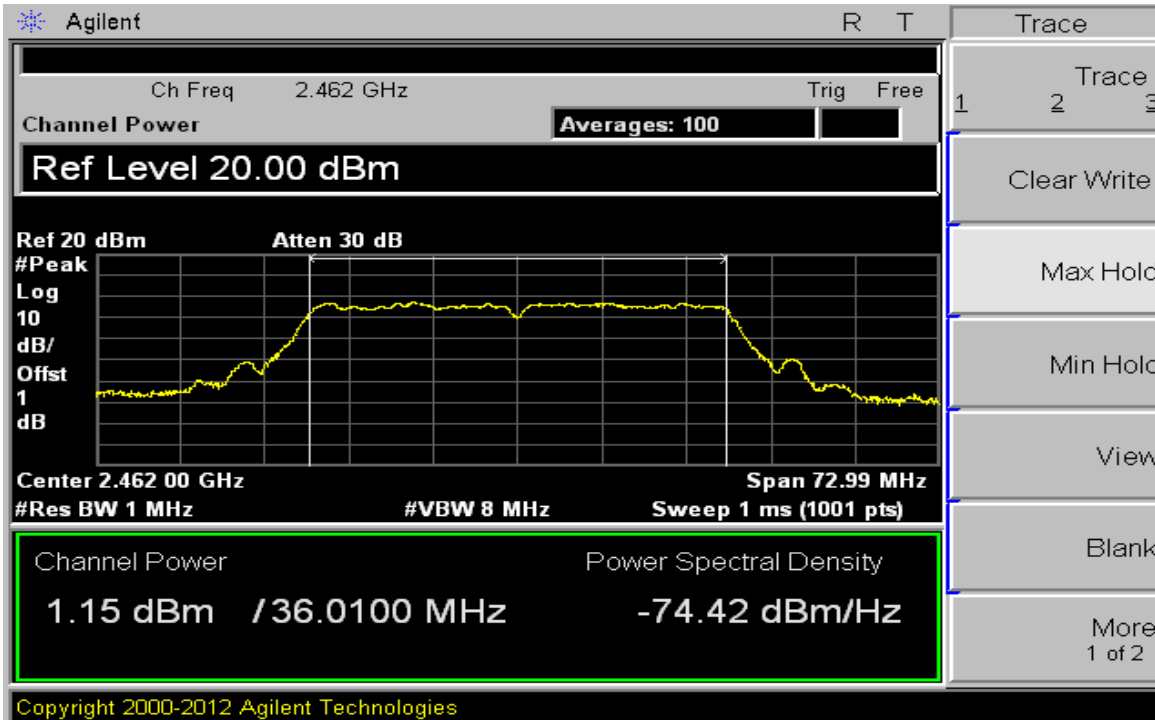 Agilent R T Trace
Ch Freq 2.462 GHz Trig Free
Channel Power Averages: 100
Ref Level 20.00 dBm
Ref 20 dBm Atten 30 dB
#Peak
Log
10
dB/
Offst
1
dB
Center 2.462 00 GHz Span 72.99 MHz
#Res BW 1 MHz #VBW 8 MHz Sweep 1 ms (1001 pts)
Channel Power Power Spectral Density
1.15 dBm /36.0100 MHz -74.42 dBm/Hz
Copyright 2000-2012 Agilent Technologies
Trace
1 2 3
Clear Write
Max Hold
Min Hold
View
Blank
More
1 of 2